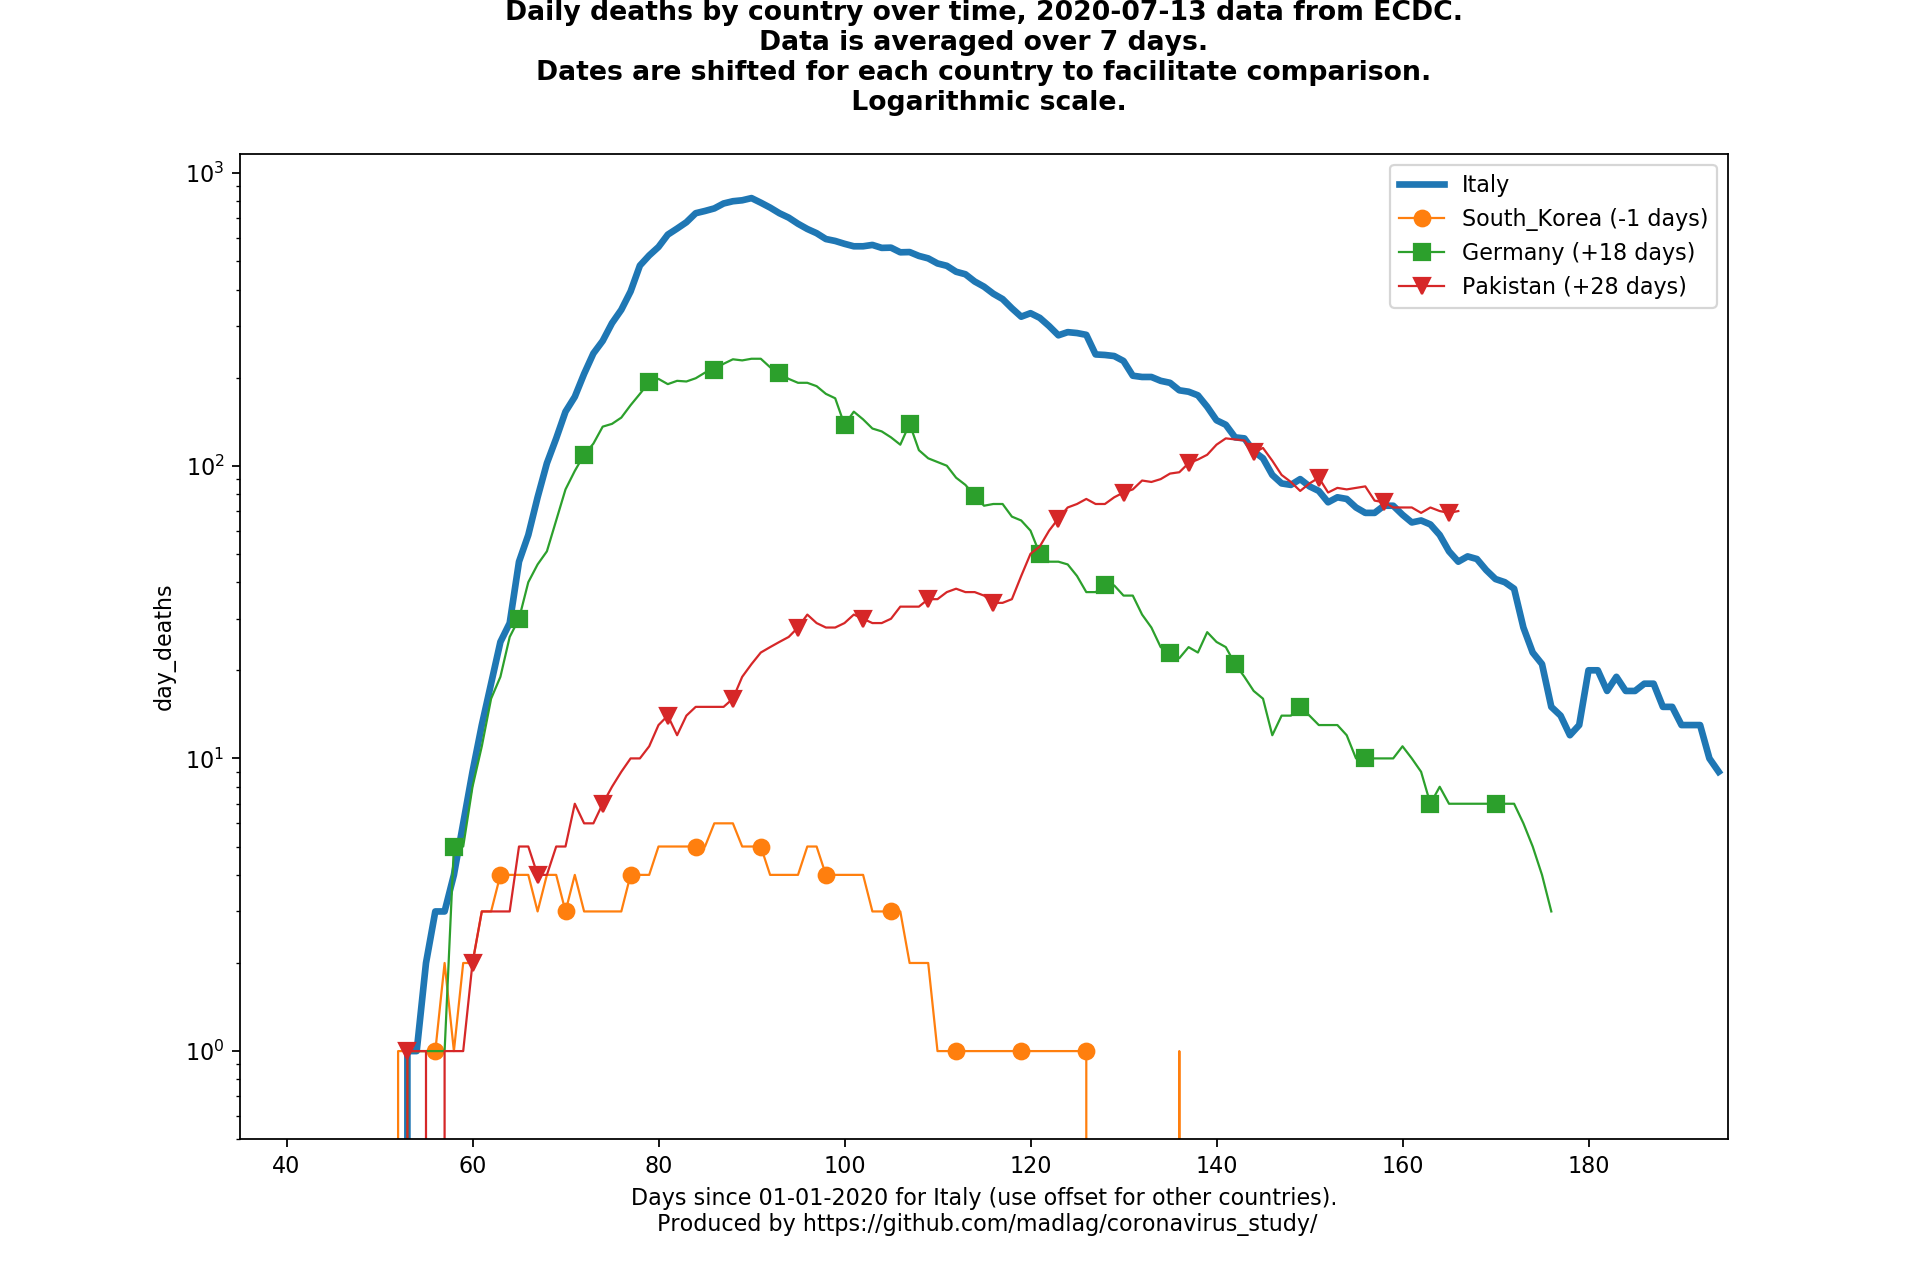 Daily deaths by country over time, 2020-07-13 data from ECDC.
Data is averaged over 7 days.
Dates are shifted for each country to facilitate comparison.
Logarithmic scale.
10³
10²
10¹
10⁰
day_deaths
Italy
South_Korea (-1 days)
Germany (+18 days)
Pakistan (+28 days)
40 60 80 100 120 140 160 180
Days since 01-01-2020 for Italy (use offset for other countries).
Produced by https://github.com/madlag/coronavirus_study/